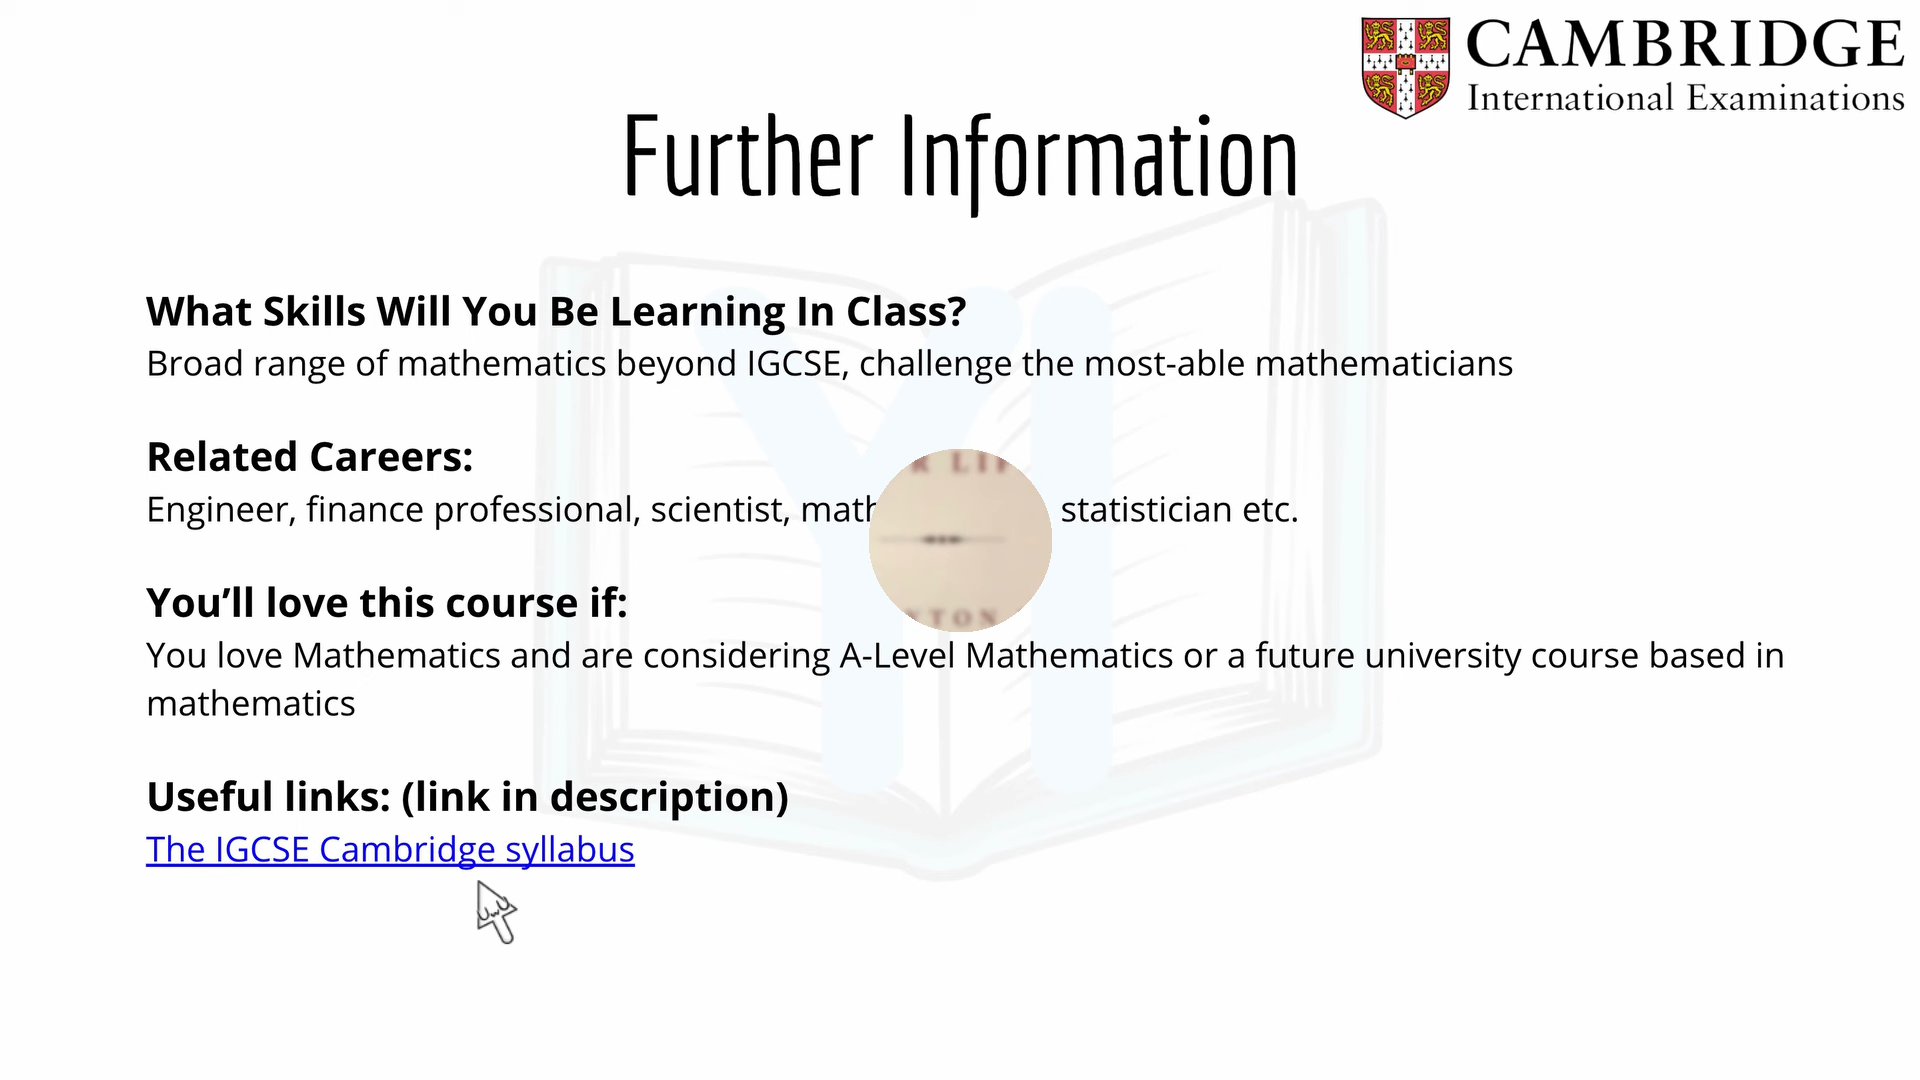 CAMBRIDGE
International Examinations
Further Information
What Skills Will You Be Learning In Class?
Broad range of mathematics beyond IGCSE, challenge the most-able mathematicians
Related Careers:
Engineer, finance professional, scientist, statistician etc.
You’ll love this course if:
You love Mathematics and are considering A-Level Mathematics or a future university course based in
mathematics
Useful links: (link in description)
The IGCSE Cambridge syllabus